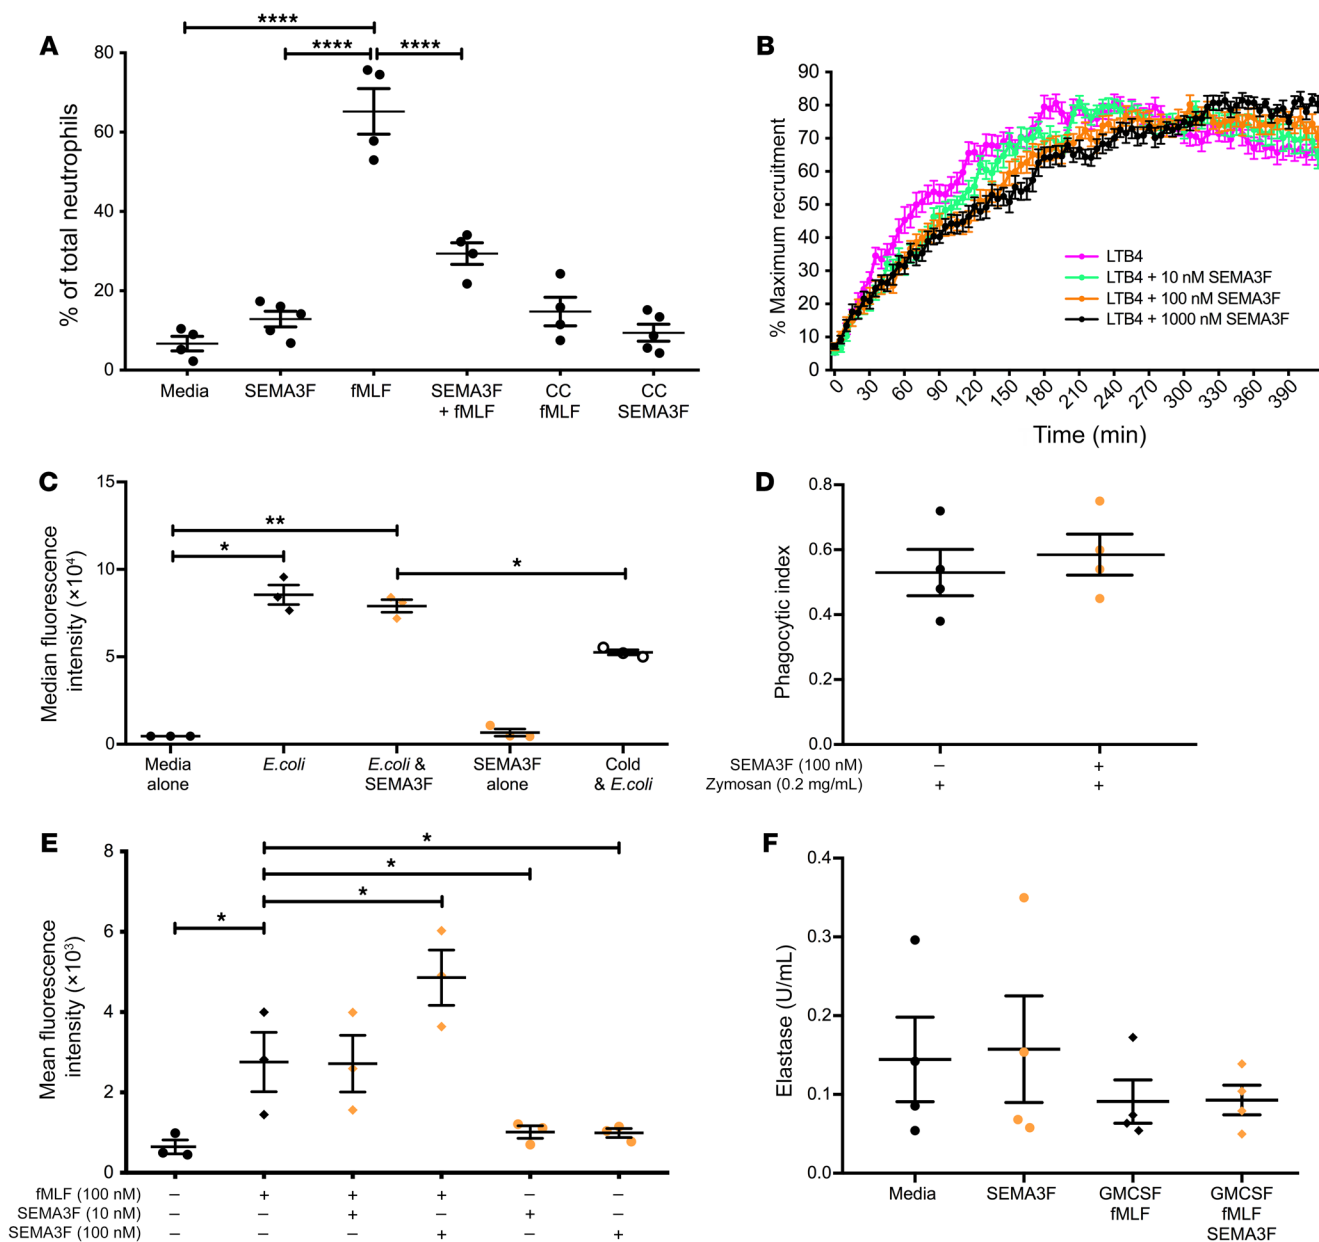 A
% of total neutrophils
80
60
40
20
0
****
****
****
Media
SEMA3F
fMLF
SEMA3F
+ fMLF
CC
fMLF
CC
SEMA3F
B
% Maximum recruitment
90
80
70
60
50
40
30
20
10
0
LTB4
LTB4 + 10 nM SEMA3F
LTB4 + 100 nM SEMA3F
LTB4 + 1000 nM SEMA3F
0
30
60
90
120
150
180
210
240
270
300
330
360
390
Time (min)
C
Median fluorescence
intensity (×10⁴)
15
10
5
0
**
*
*
Media
alone
E.coli
E.coli &
SEMA3F
SEMA3F
alone
Cold
& E.coli
D
Phagocytic index
0.8
0.6
0.4
0.2
0.0
SEMA3F (100 nM) – +
Zymosan (0.2 mg/mL) + +
E
Mean fluorescence
intensity (×10³)
8
6
4
2
0
*
*
*
*
fMLF (100 nM) – + + + – –
SEMA3F (10 nM) – – + – + –
SEMA3F (100 nM) – – – + – +
F
Elastase (U/mL)
0.4
0.3
0.2
0.1
0.0
Media
SEMA3F
GMCSF
fMLF
GMCSF
fMLF
SEMA3F